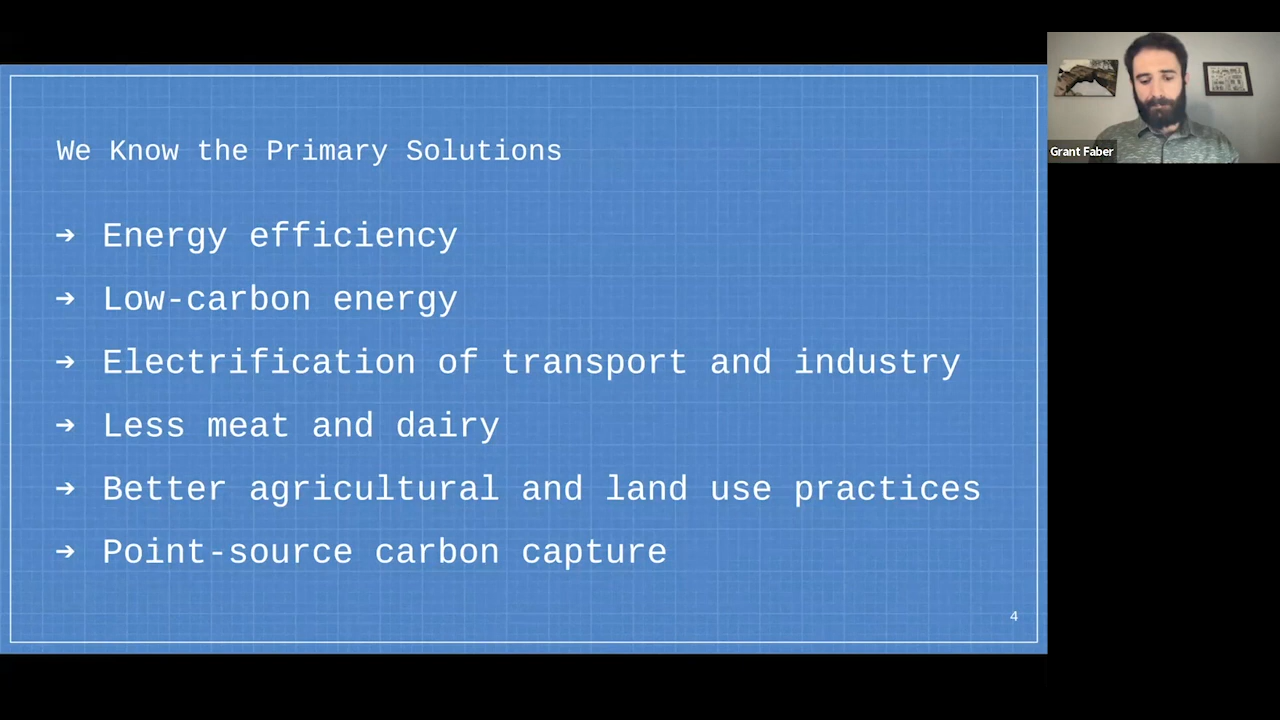 We Know the Primary Solutions
➔ Energy efficiency
➔ Low-carbon energy
➔ Electrification of transport and industry
➔ Less meat and dairy
➔ Better agricultural and land use practices
➔ Point-source carbon capture
4
Grant Faber